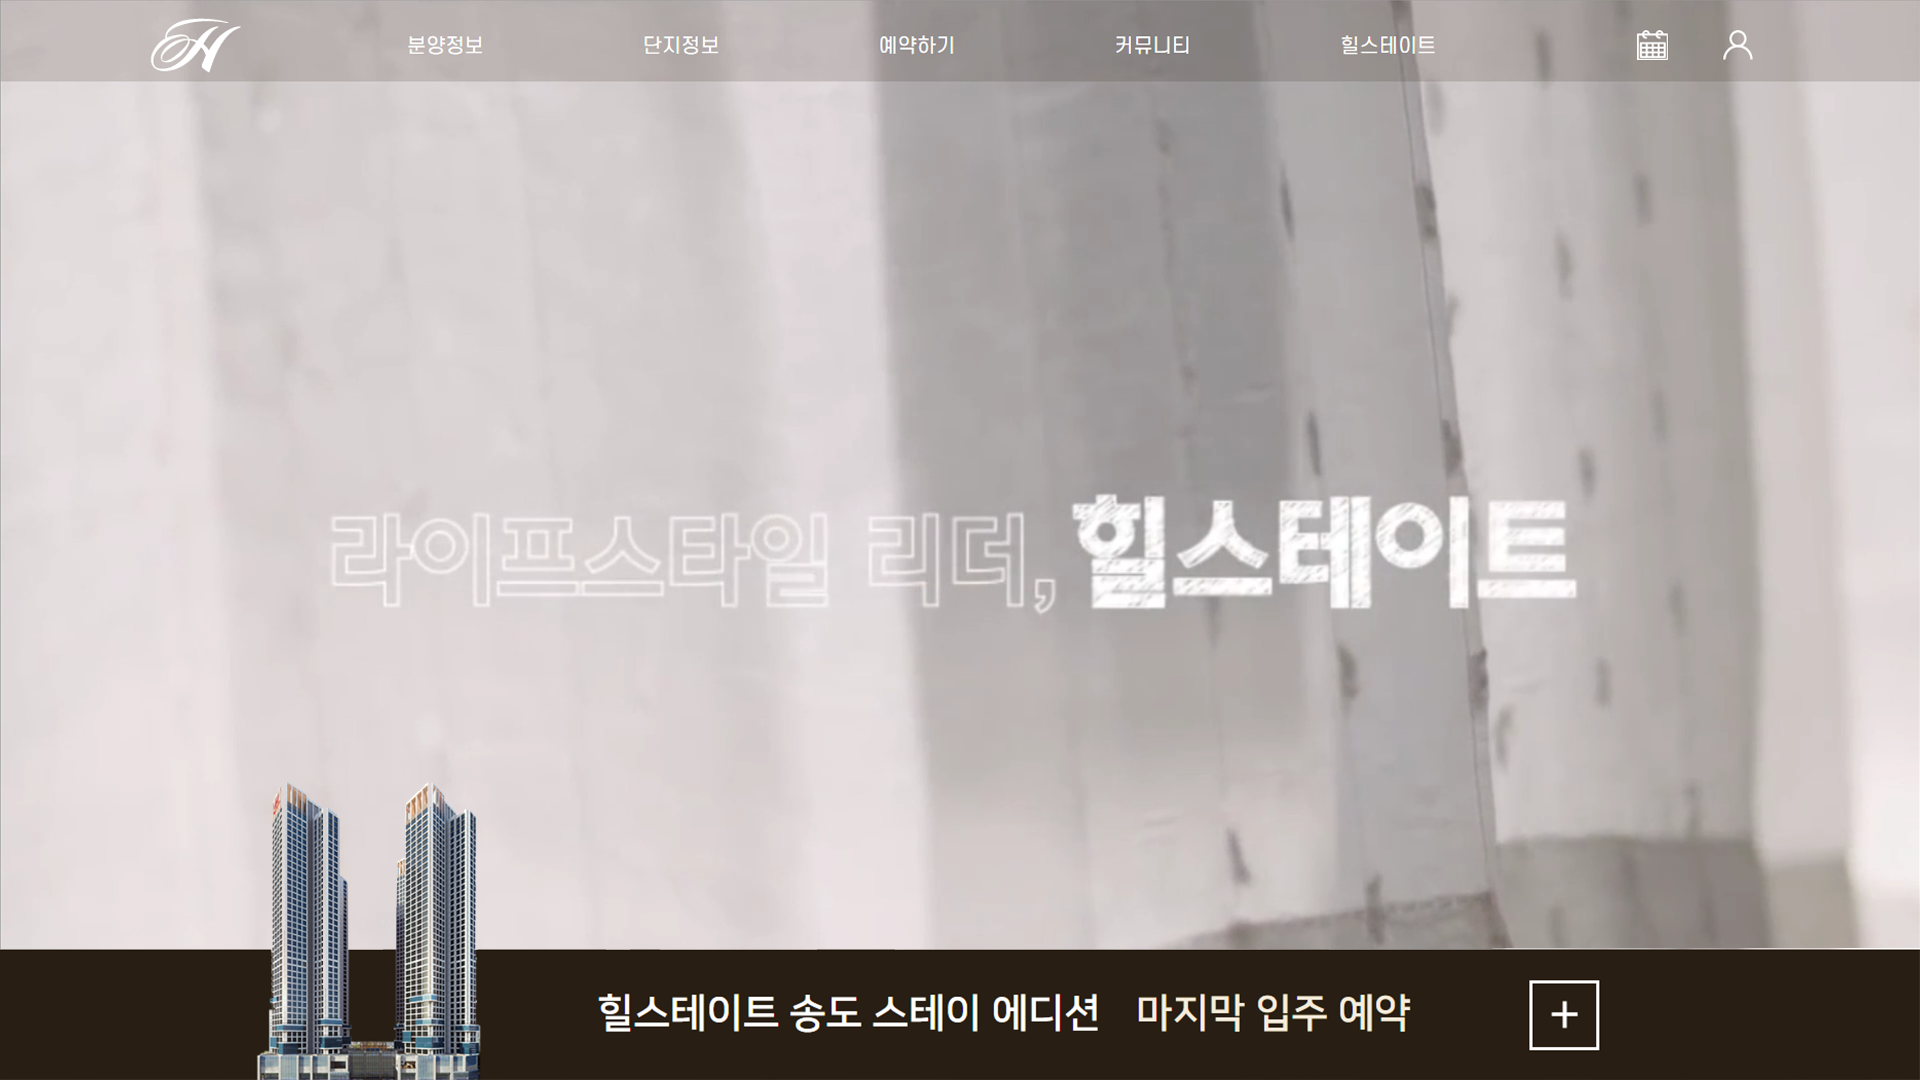 분양정보
단지정보
예약하기
커뮤니티
힐스테이트
라이프스타일 리더, 힐스테이트
힐스테이트 송도 스테이 에디션 마지막 입주 예약